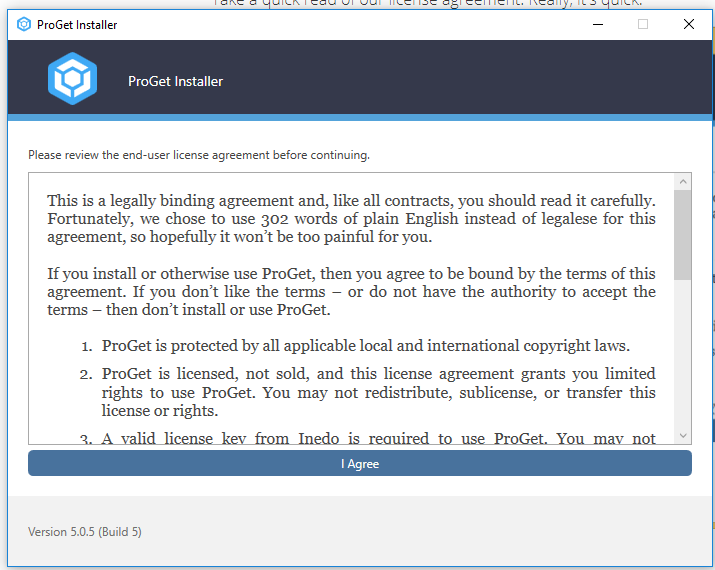 Take a quick read of our license agreement. Really, it's quick.
ProGet Installer
ProGet Installer
Please review the end-user license agreement before continuing.
This is a legally binding agreement and, like all contracts, you should read it carefully.
Fortunately, we chose to use 302 words of plain English instead of legalese for this
agreement, so hopefully it won’t be too painful for you.
If you install or otherwise use ProGet, then you agree to be bound by the terms of this
agreement. If you don’t like the terms – or do not have the authority to accept the
terms – then don’t install or use ProGet.
1. ProGet is protected by all applicable local and international copyright laws.
2. ProGet is licensed, not sold, and this license agreement grants you limited
rights to use ProGet. You may not redistribute, sublicense, or transfer this
license or rights.
3. A valid license key from Inedo is required to use ProGet. You may not
I Agree
Version 5.0.5 (Build 5)